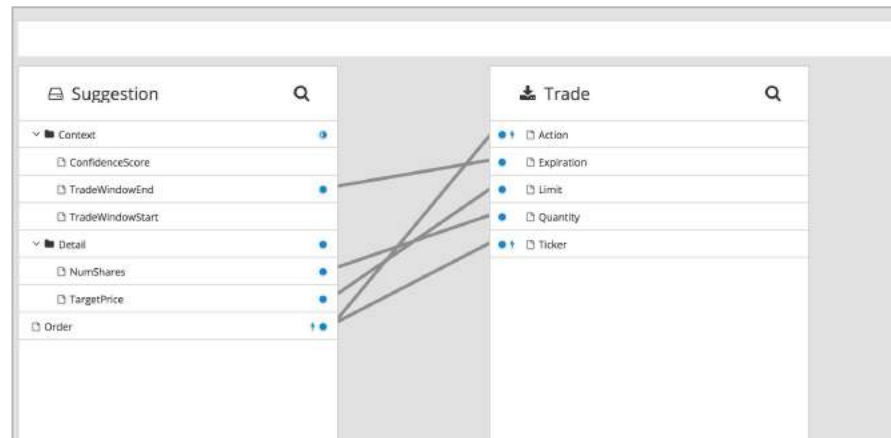 Suggestion
Context
ConfidenceScore
TradeWindowEnd
TradeWindowStart
Detail
NumShares
TargetPrice
Order
Trade
Action
Expiration
Limit
Quantity
Ticker